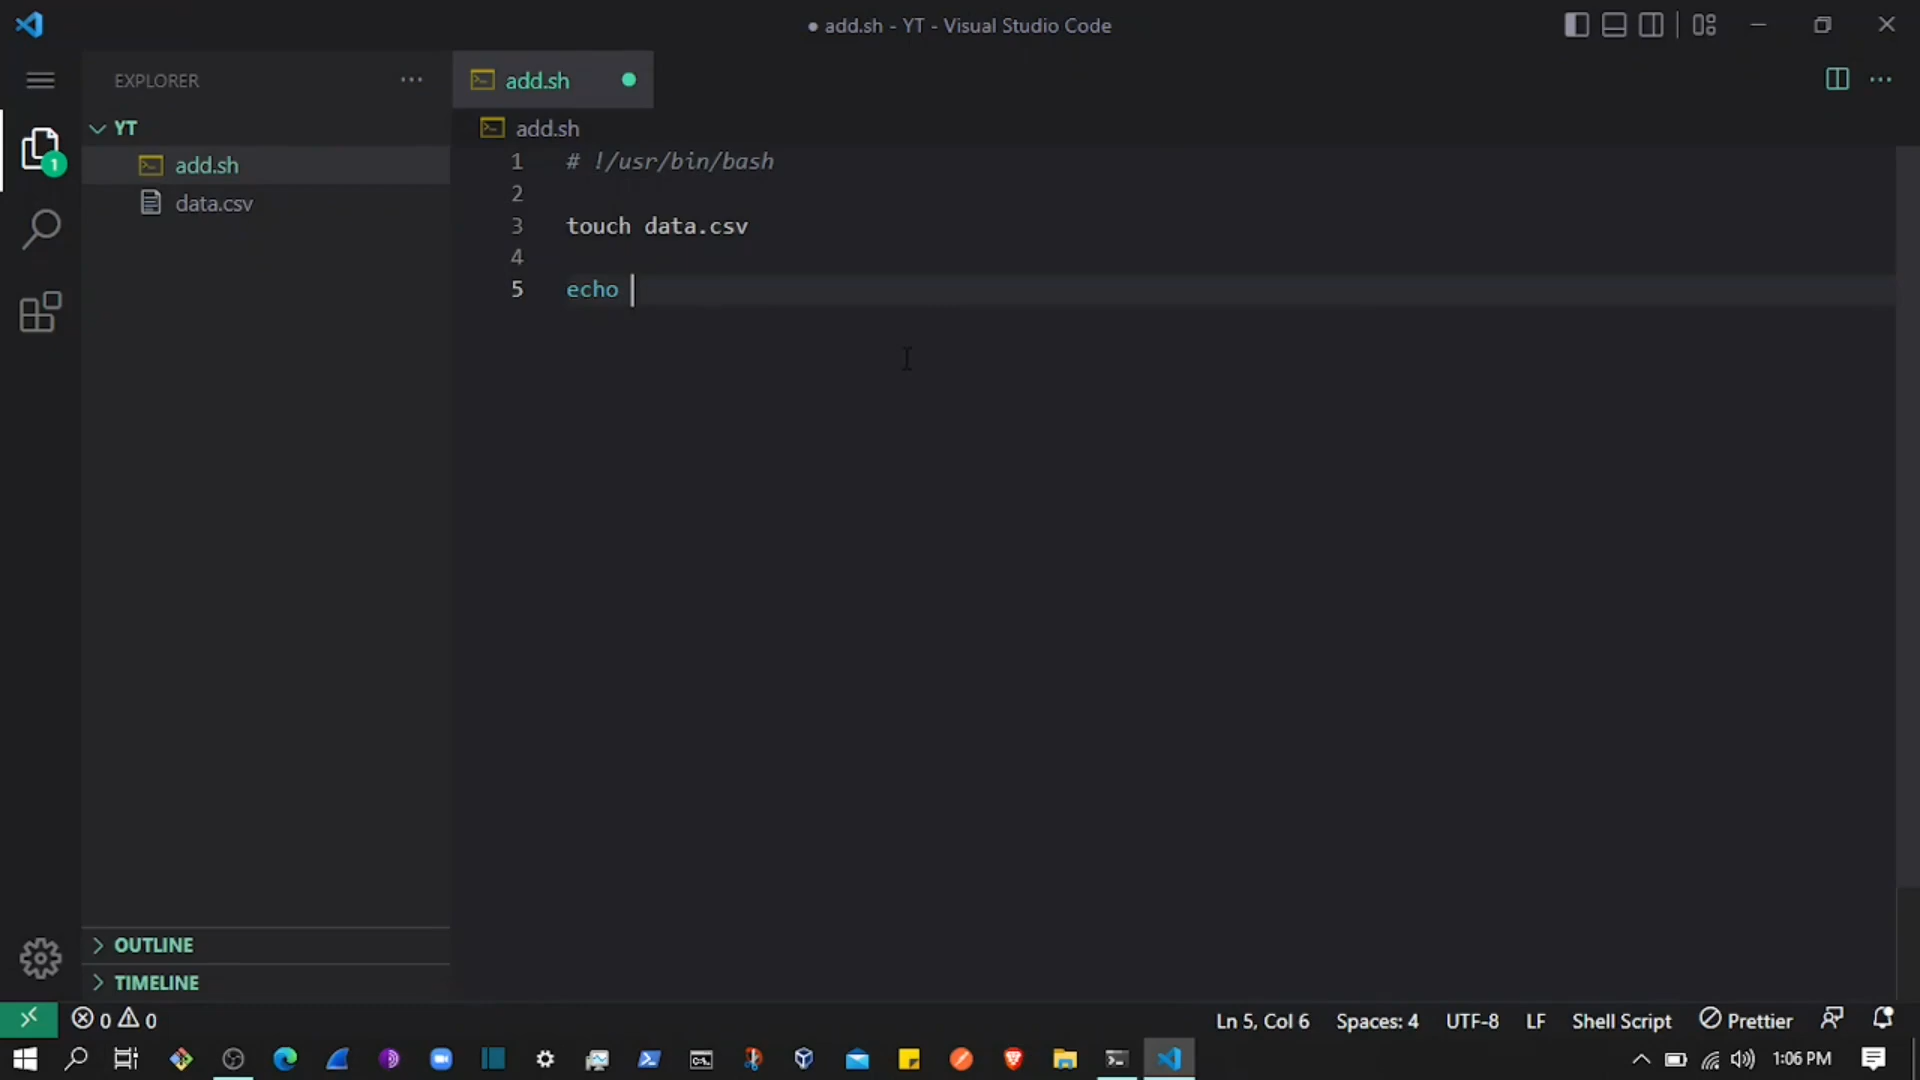 ● add.sh - YT - Visual Studio Code
EXPLORER
add.sh
YT
add.sh
1
add.sh
data.csv
1 # !/usr/bin/bash
2
3 touch data.csv
4
5 echo
OUTLINE
TIMELINE
0 0
Ln 5, Col 6 Spaces: 4 UTF-8 LF Shell Script Prettier
1:06 PM